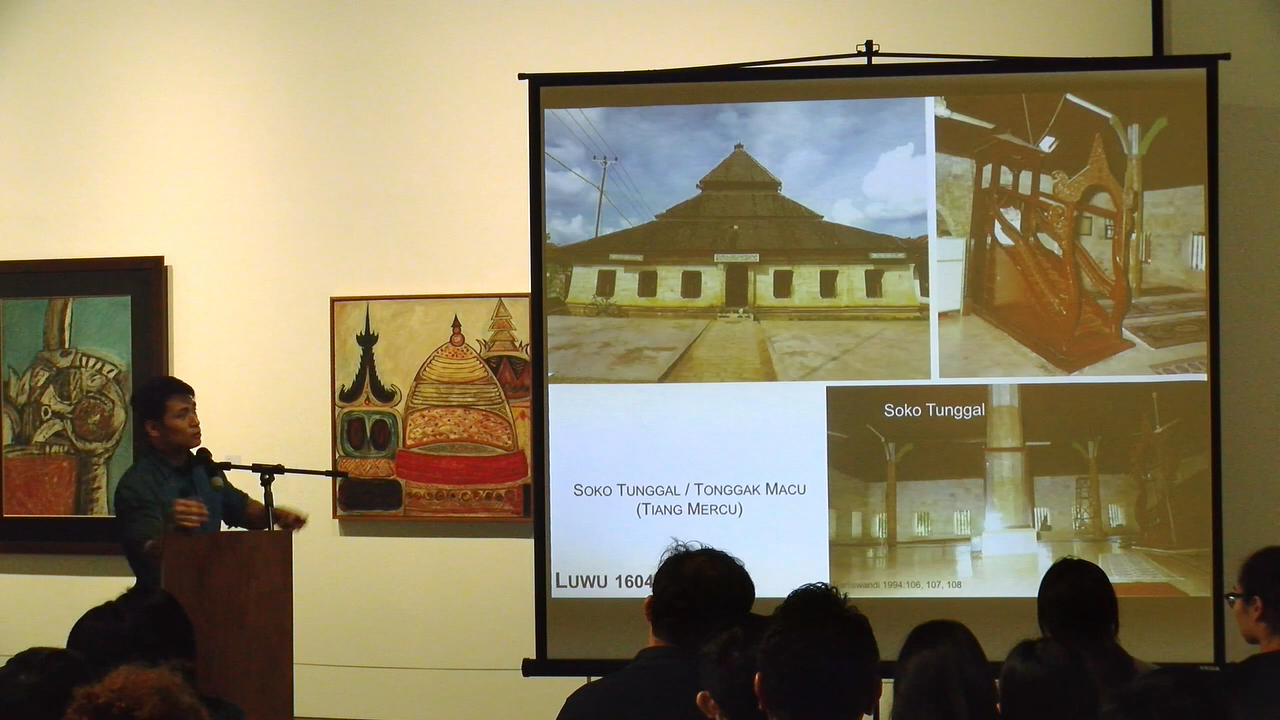 Soko Tunggal
SOKO TUNGGAL / TONGGAK MACU
(TIANG MERCU)
LUWU 1604
1994:106, 107, 108